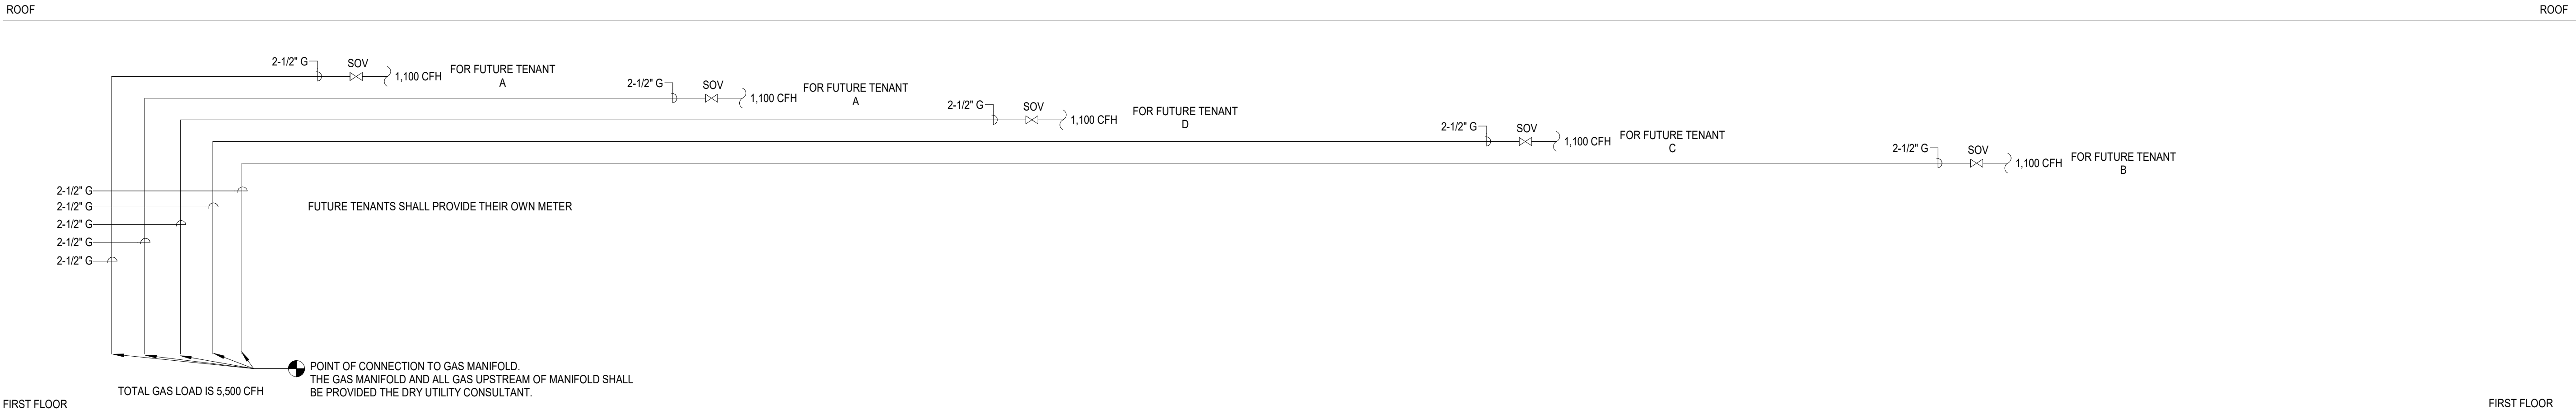 ROOF
ROOF
2-1/2" G
SOV
1,100 CFH
FOR FUTURE TENANT
A
2-1/2" G
SOV
1,100 CFH
FOR FUTURE TENANT
A
2-1/2" G
SOV
1,100 CFH
FOR FUTURE TENANT
D
2-1/2" G
SOV
1,100 CFH
FOR FUTURE TENANT
C
2-1/2" G
SOV
1,100 CFH
FOR FUTURE TENANT
B
2-1/2" G
2-1/2" G
2-1/2" G
2-1/2" G
2-1/2" G
FUTURE TENANTS SHALL PROVIDE THEIR OWN METER
POINT OF CONNECTION TO GAS MANIFOLD.
THE GAS MANIFOLD AND ALL GAS UPSTREAM OF MANIFOLD SHALL
BE PROVIDED THE DRY UTILITY CONSULTANT.
TOTAL GAS LOAD IS 5,500 CFH
FIRST FLOOR
FIRST FLOOR